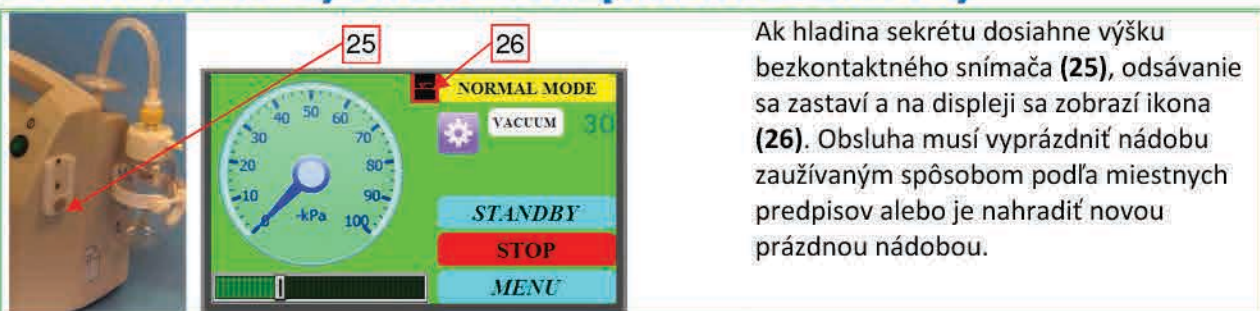 25
26
Ak hladina sekrétu dosiahne výšku
bezkontaktného snímača (25), odsávanie
sa zastaví a na displeji sa zobrazí ikona
(26). Obsluha musí vyprázdniť nádobu
zaužívaným spôsobom podľa miestnych
predpisov alebo je nahradiť novou
prázdnou nádobou.
NORMAL MODE
VACUUM 30
0 10 20 30 40 50 60 70 80 90 100
-kPa
STANDBY
STOP
MENU